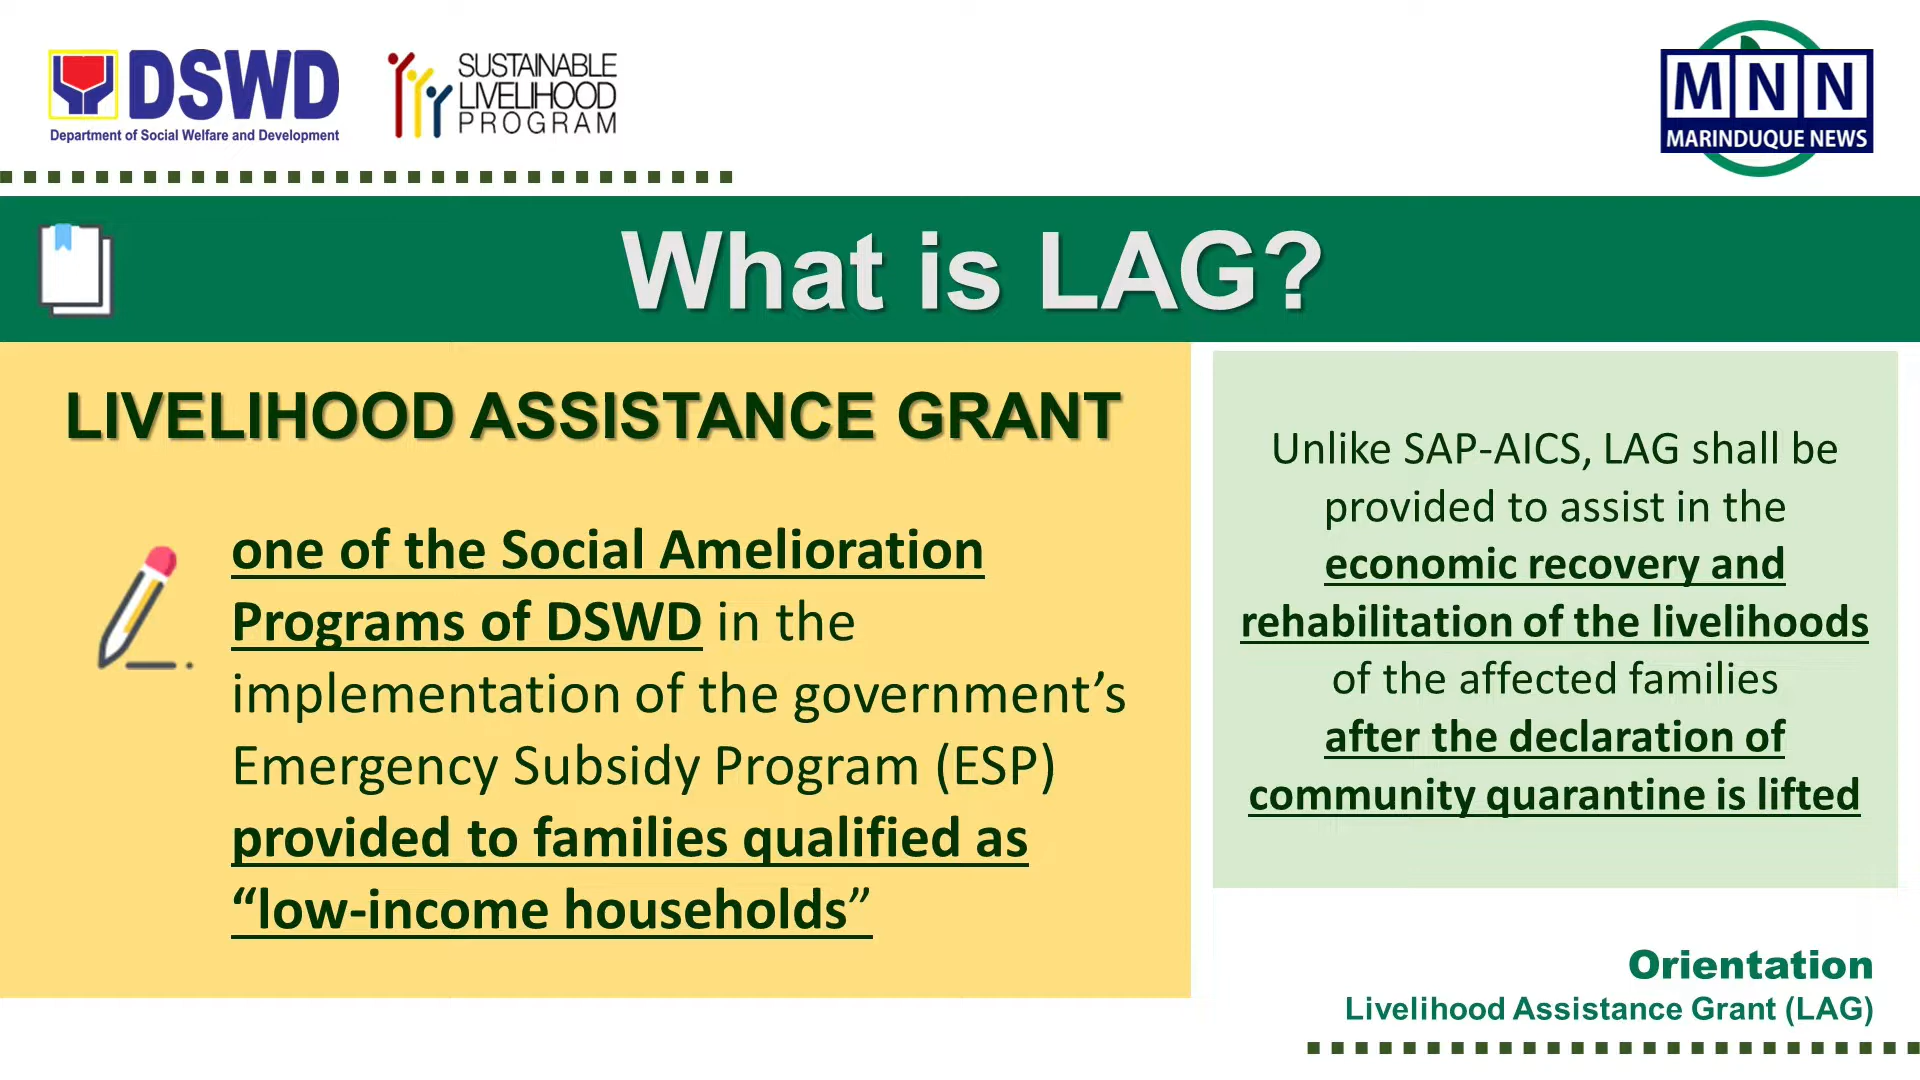 DSWD
Department of Social Welfare and Development
SUSTAINABLE
LIVELIHOOD
PROGRAM
MNN
MARINDUQUE NEWS
What is LAG?
LIVELIHOOD ASSISTANCE GRANT
one of the Social Amelioration
Programs of DSWD in the
implementation of the government’s
Emergency Subsidy Program (ESP)
provided to families qualified as
“low-income households”
Unlike SAP-AICS, LAG shall be
provided to assist in the
economic recovery and
rehabilitation of the livelihoods
of the affected families
after the declaration of
community quarantine is lifted
Orientation
Livelihood Assistance Grant (LAG)